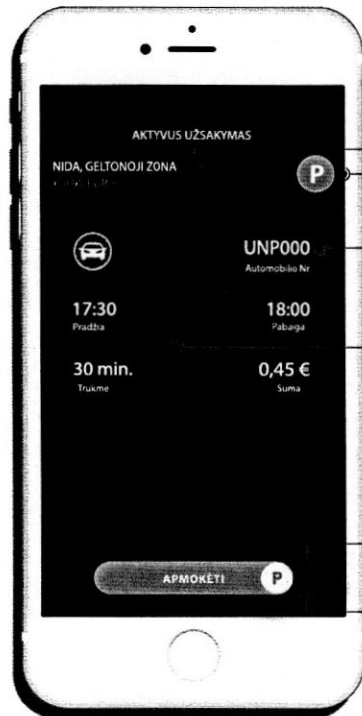 AKTYVUS UŽSAKYMAS
NIDA, GELTONOJI ZONA
P
UNP000
Automobilio Nr
17:30 18:00
Pradžia Pabaiga
30 min. 0,45 €
Trukmė Suma
APMOKĖTI P